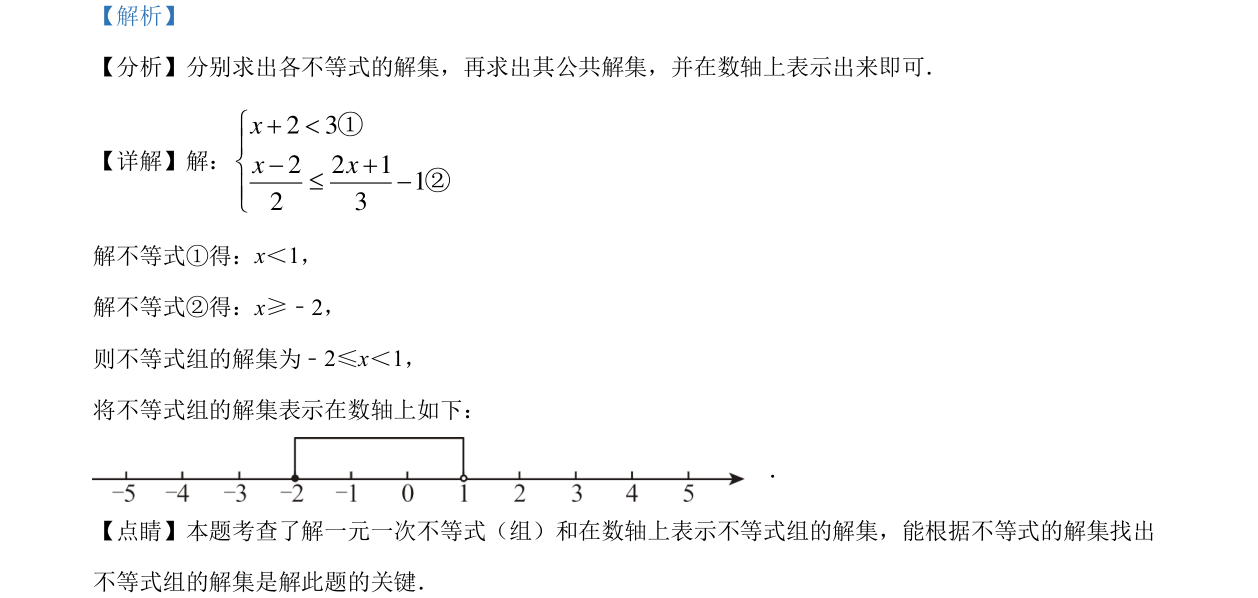 【解析】
【分析】分别求出各不等式的解集，再求出其公共解集，并在数轴上表示出来即可．
【详解】解：{x+2<3① (x−2)/2≤(2x+1)/3−1②
解不等式①得：x＜1，
解不等式②得：x≥﹣2，
则不等式组的解集为﹣2≤x＜1，
将不等式组的解集表示在数轴上如下：
−5 −4 −3 −2 −1 0 1 2 3 4 5 ．
【点睛】本题考查了解一元一次不等式（组）和在数轴上表示不等式组的解集，能根据不等式的解集找出
不等式组的解集是解此题的关键．